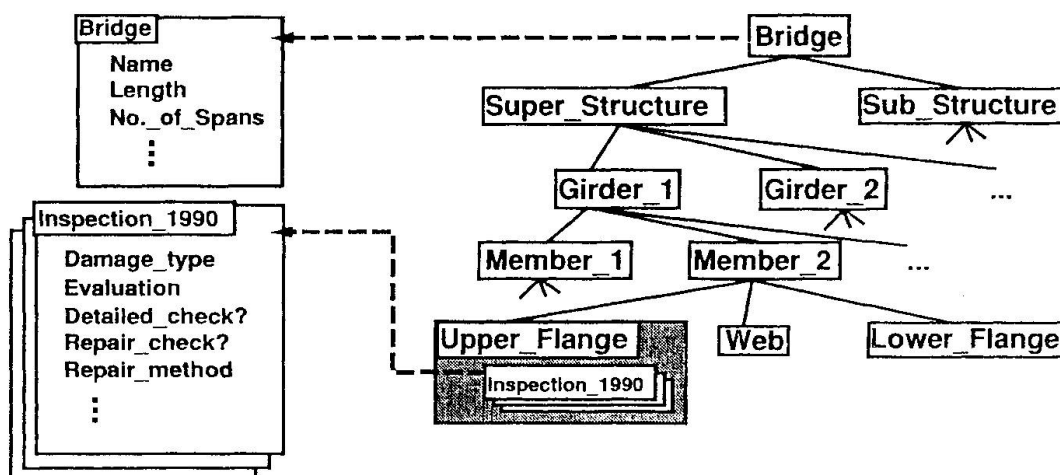 Bridge
Name
Length
No._of_Spans
Inspection_1990
Damage_type
Evaluation
Detailed_check?
Repair_check?
Repair_method
Bridge
Super_Structure
Sub_Structure
Girder_1
Girder_2
...
Member_1
Member_2
...
Upper_Flange
Web
Lower_Flange
Inspection_1990